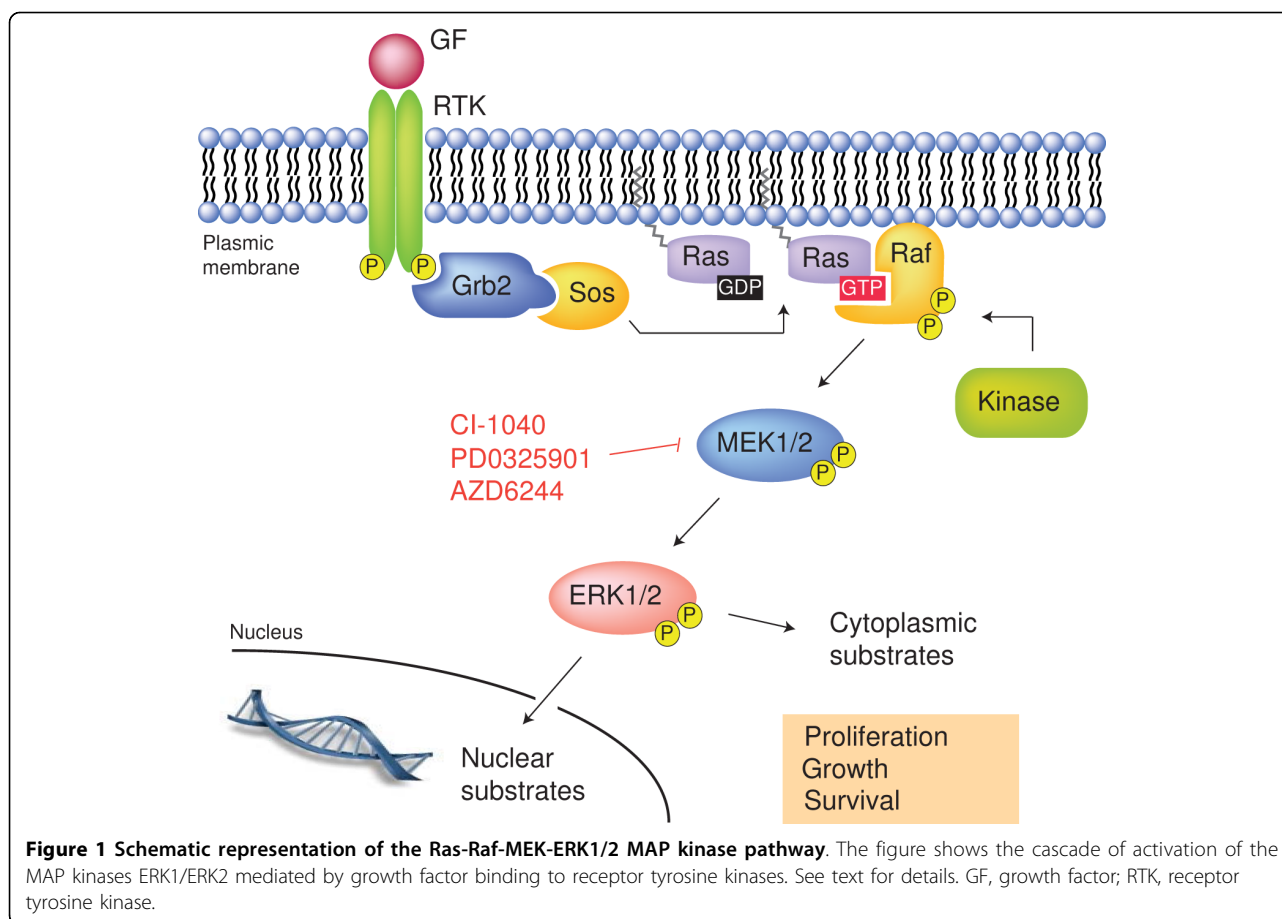 GF
RTK
Plasmic
membrane
P
P
Grb2
Sos
Ras
GDP
Ras
GTP
Raf
P
P
Kinase
CI-1040
PD0325901
AZD6244
MEK1/2
P
P
ERK1/2
P
P
Cytoplasmic
substrates
Nucleus
Nuclear
substrates
Proliferation
Growth
Survival
Figure 1 Schematic representation of the Ras-Raf-MEK-ERK1/2 MAP kinase pathway. The figure shows the cascade of activation of the
MAP kinases ERK1/ERK2 mediated by growth factor binding to receptor tyrosine kinases. See text for details. GF, growth factor; RTK, receptor
tyrosine kinase.